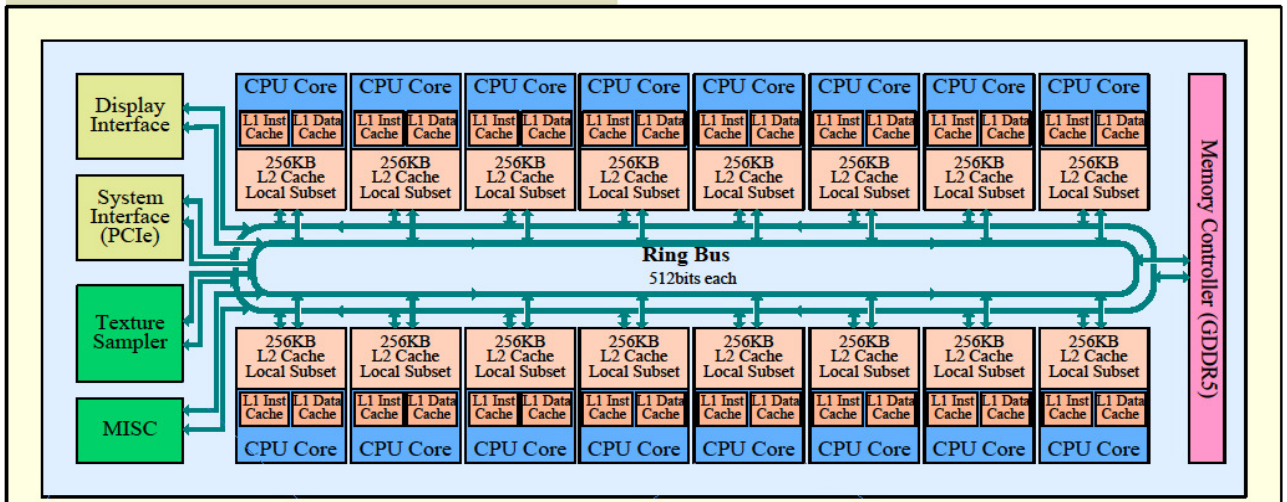 Display
Interface
System
Interface
(PCIe)
Texture
Sampler
MISC
CPU Core
L1 Inst
Cache
L1 Data
Cache
256KB
L2 Cache
Local Subset
CPU Core
L1 Inst
Cache
L1 Data
Cache
256KB
L2 Cache
Local Subset
CPU Core
L1 Inst
Cache
L1 Data
Cache
256KB
L2 Cache
Local Subset
CPU Core
L1 Inst
Cache
L1 Data
Cache
256KB
L2 Cache
Local Subset
CPU Core
L1 Inst
Cache
L1 Data
Cache
256KB
L2 Cache
Local Subset
CPU Core
L1 Inst
Cache
L1 Data
Cache
256KB
L2 Cache
Local Subset
CPU Core
L1 Inst
Cache
L1 Data
Cache
256KB
L2 Cache
Local Subset
CPU Core
L1 Inst
Cache
L1 Data
Cache
256KB
L2 Cache
Local Subset
Ring Bus
512bits each
256KB
L2 Cache
Local Subset
L1 Inst
Cache
L1 Data
Cache
CPU Core
256KB
L2 Cache
Local Subset
L1 Inst
Cache
L1 Data
Cache
CPU Core
256KB
L2 Cache
Local Subset
L1 Inst
Cache
L1 Data
Cache
CPU Core
256KB
L2 Cache
Local Subset
L1 Inst
Cache
L1 Data
Cache
CPU Core
256KB
L2 Cache
Local Subset
L1 Inst
Cache
L1 Data
Cache
CPU Core
256KB
L2 Cache
Local Subset
L1 Inst
Cache
L1 Data
Cache
CPU Core
256KB
L2 Cache
Local Subset
L1 Inst
Cache
L1 Data
Cache
CPU Core
256KB
L2 Cache
Local Subset
L1 Inst
Cache
L1 Data
Cache
CPU Core
Memory Controller (GDDR5)